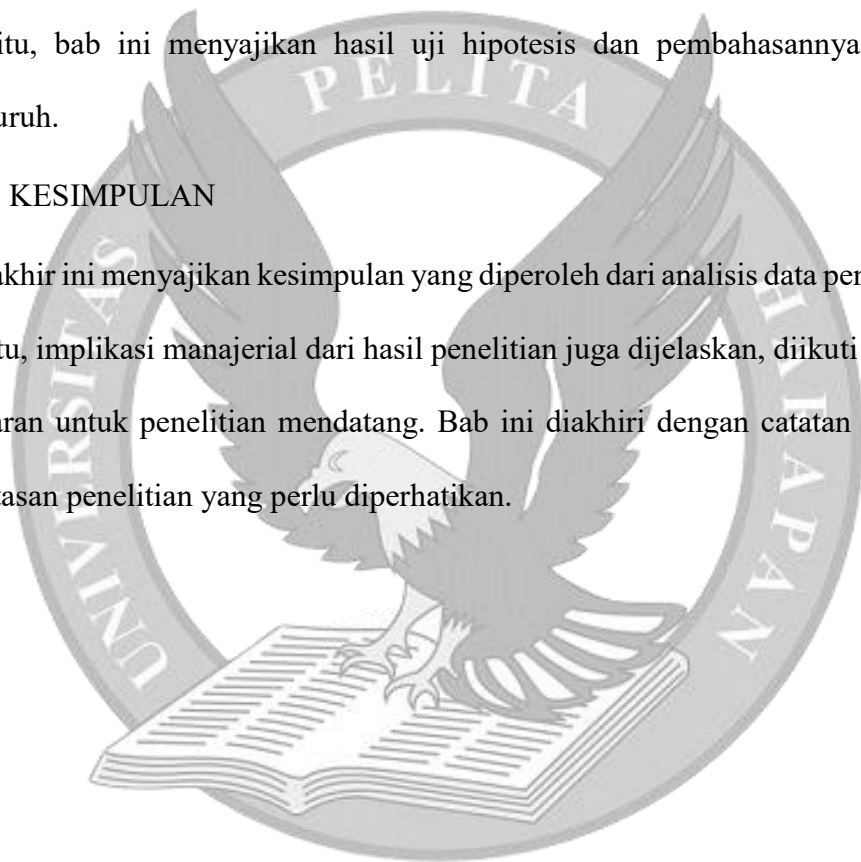 itu, bab ini menyajikan hasil uji hipotesis dan pembahasannya
uruh.
KESIMPULAN
akhir ini menyajikan kesimpulan yang diperoleh dari analisis data pen
tu, implikasi manajerial dari hasil penelitian juga dijelaskan, diikuti
ran untuk penelitian mendatang. Bab ini diakhiri dengan catatan
tasan penelitian yang perlu diperhatikan.
UNIVERSITAS
PELITA
HARAPAN